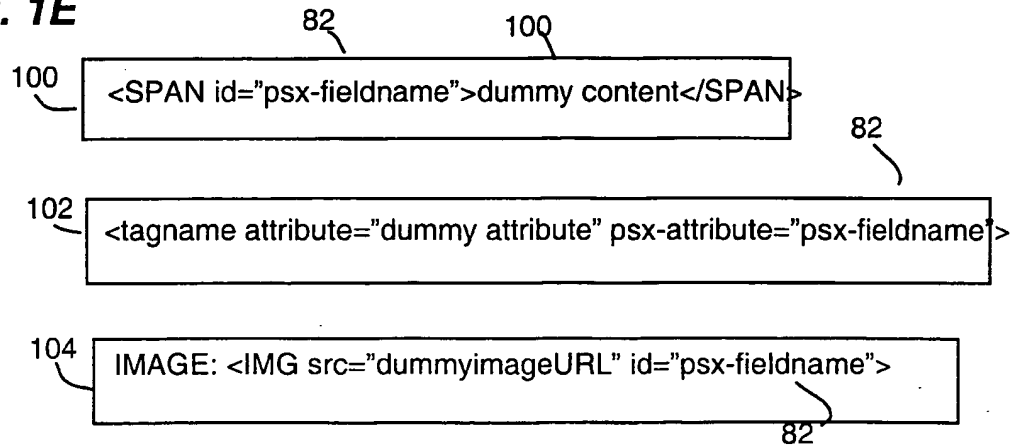 . 1E
82
100
100
<SPAN id=”psx-fieldname”>dummy content</SPAN>
82
102
<tagname attribute=”dummy attribute” psx-attribute=”psx-fieldname”>
104
IMAGE: <IMG src=”dummyimageURL” id=”psx-fieldname”>
82